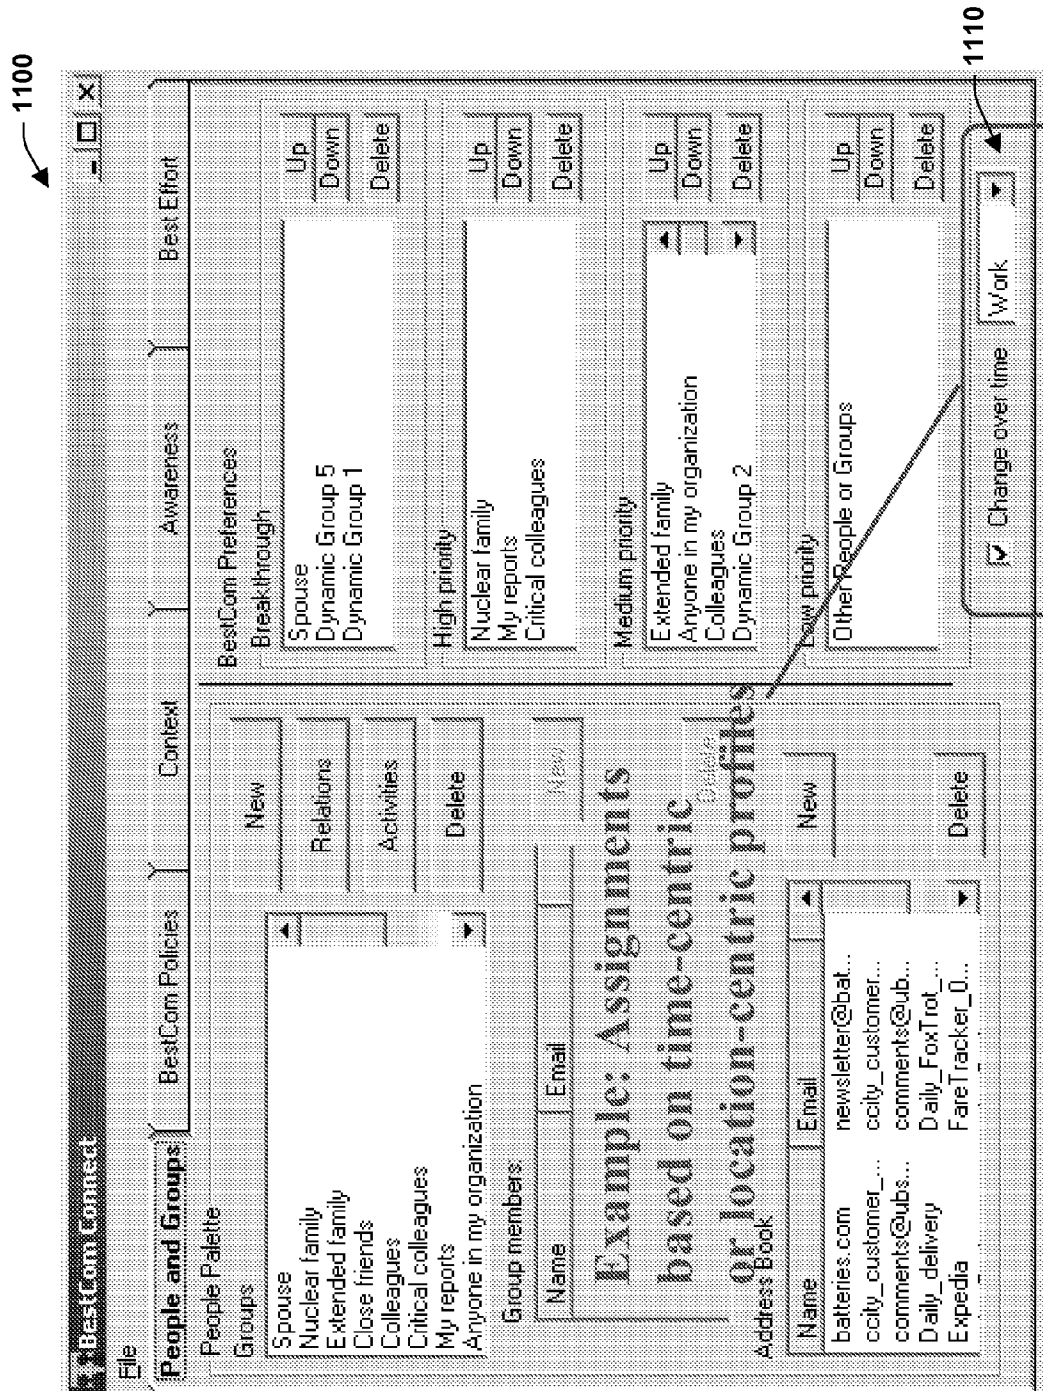 1100
BestCom Connect
File
People and Groups
BestCom Policies
Context
Awareness
Best Effort
People Palette
Groups
Spouse
Nuclear family
Extended family
Close friends
Colleagues
Critical colleagues
My reports
Anyone in my organization
New
Relations
Activities
Delete
Group members:
Name Email
New
Delete
Example: Assignments
based on time-centric
or location-centric profiles
Address Book
Name Email
batteries.com newsletter@bat...
ccity_customer_... ccity_customer...
comments@ubs... comments@ub...
Daily_delivery Daily_FoxTrot_...
Expedia FareTracker_0...
New
Delete
BestCom Preferences
Breakthrough
Spouse
Dynamic Group 5
Dynamic Group 1
Up
Down
Delete
High priority
Nuclear family
My reports
Critical colleagues
Up
Down
Delete
Medium priority
Extended family
Anyone in my organization
Colleagues
Dynamic Group 2
Up
Down
Delete
Low priority
Other People or Groups
Up
Down
Delete
Change over time Work
1110